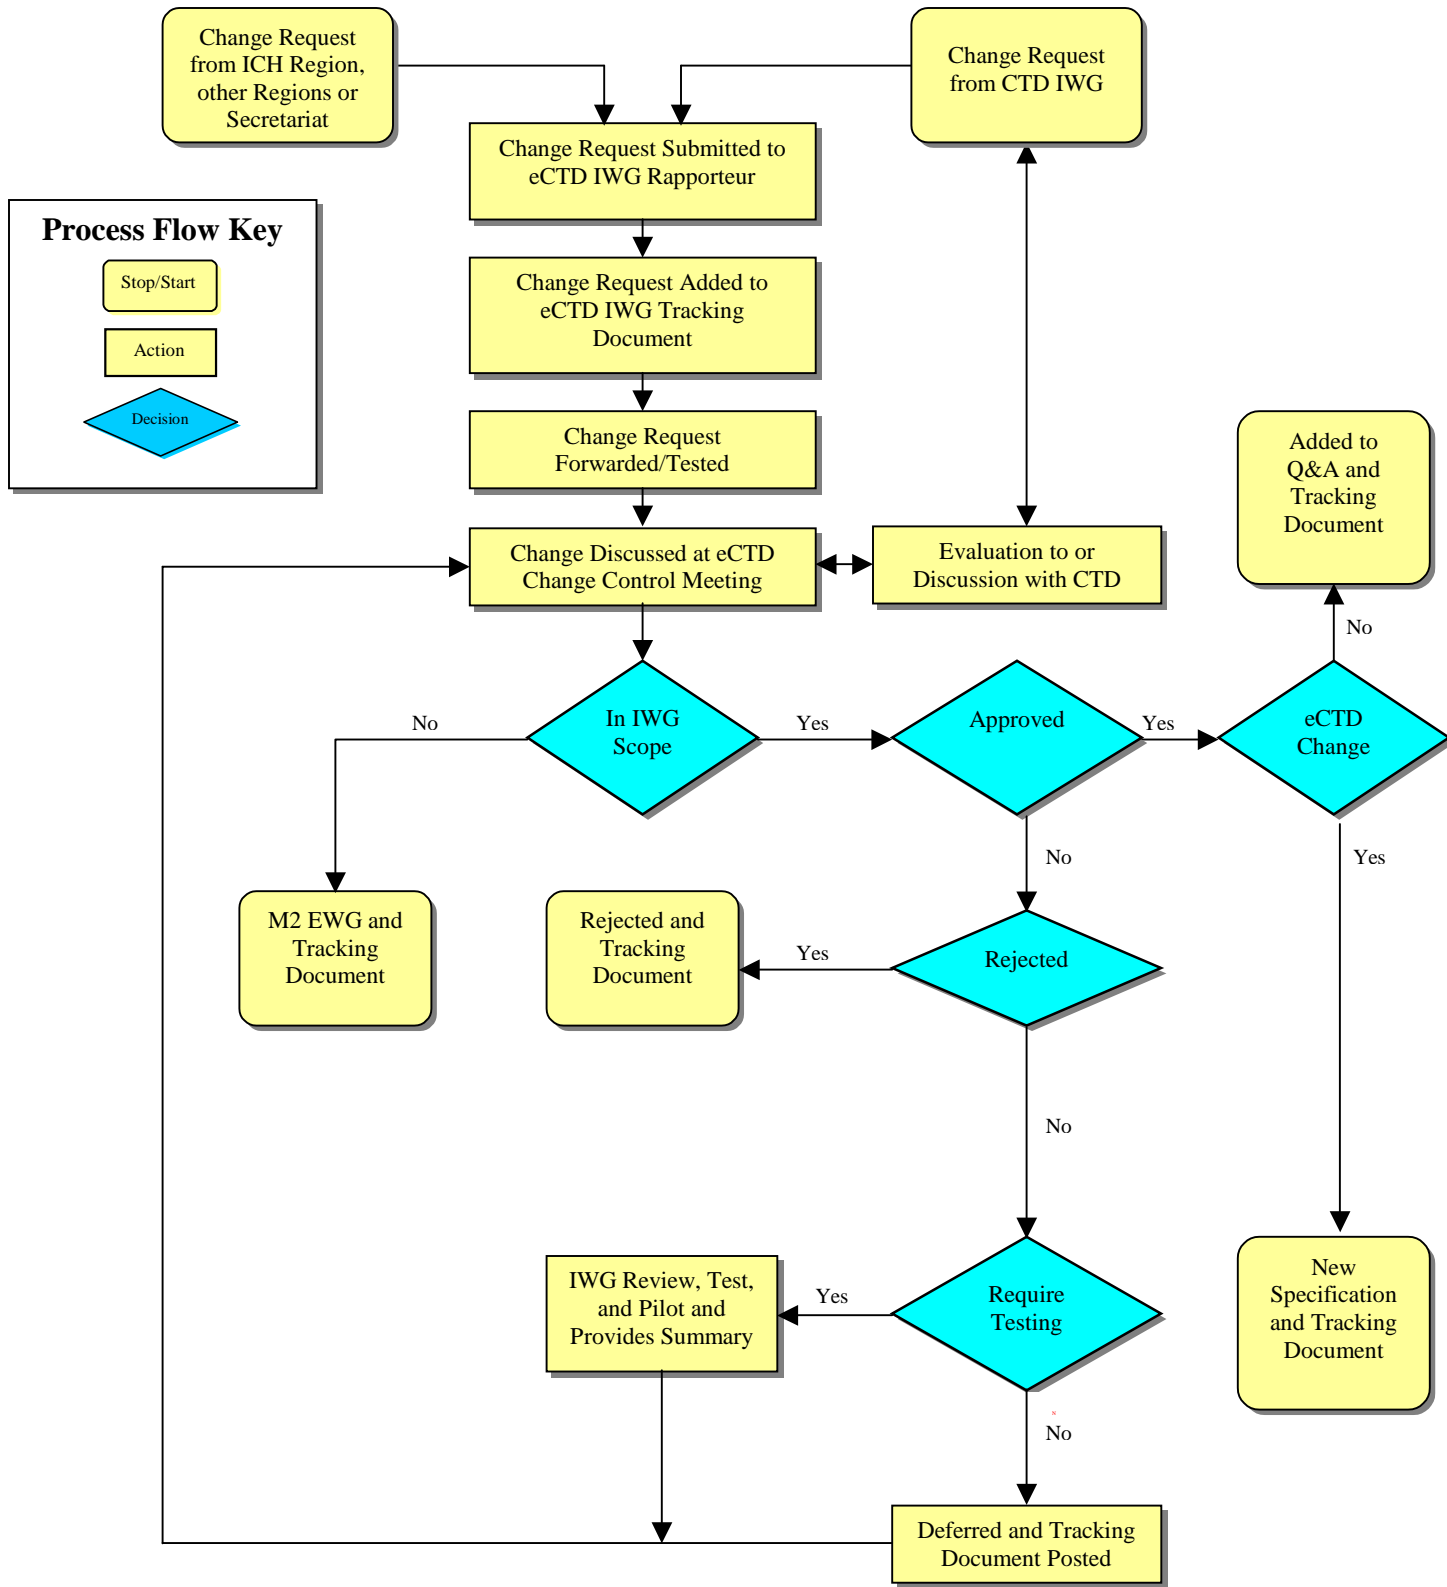 Change Request
from ICH Region,
other Regions or
Secretariat
Change Request
from CTD IWG
Change Request Submitted to
eCTD IWG Rapporteur
Process Flow Key
Stop/Start
Action
Decision
Change Request Added to
eCTD IWG Tracking
Document
Change Request
Forwarded/Tested
Change Discussed at eCTD
Change Control Meeting
Evaluation to or
Discussion with CTD
Added to
Q&A and
Tracking
Document
No
In IWG
Scope
No
Yes
Approved
Yes
eCTD
Change
No
Yes
M2 EWG and
Tracking
Document
Rejected and
Tracking
Document
Yes
Rejected
No
IWG Review, Test,
and Pilot and
Provides Summary
Yes
Require
Testing
New
Specification
and Tracking
Document
N
No
Deferred and Tracking
Document Posted